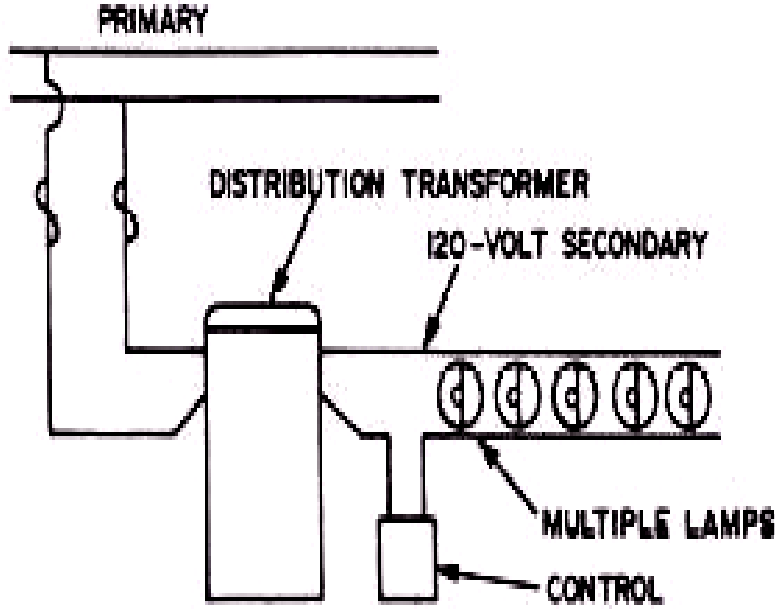 PRIMARY
DISTRIBUTION TRANSFORMER
120-VOLT SECONDARY
MULTIPLE LAMPS
CONTROL